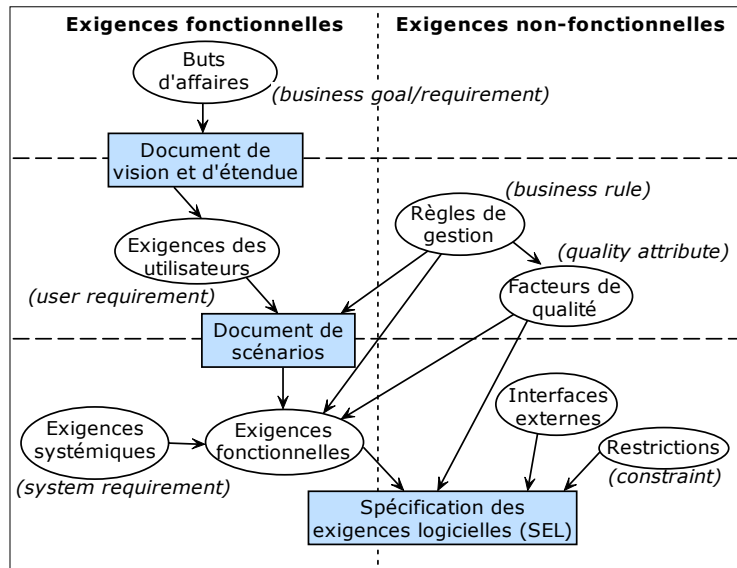 Exigences fonctionnelles
Exigences non-fonctionnelles
Buts
d'affaires
(business goal/requirement)
Document de
vision et d'étendue
(business rule)
Règles de
gestion
Exigences des
utilisateurs
(quality attribute)
(user requirement)
Facteurs de
qualité
Document de
scénarios
Interfaces
externes
Exigences
systémiques
Exigences
fonctionnelles
Restrictions
(system requirement)
(constraint)
Spécification des
exigences logicielles (SEL)